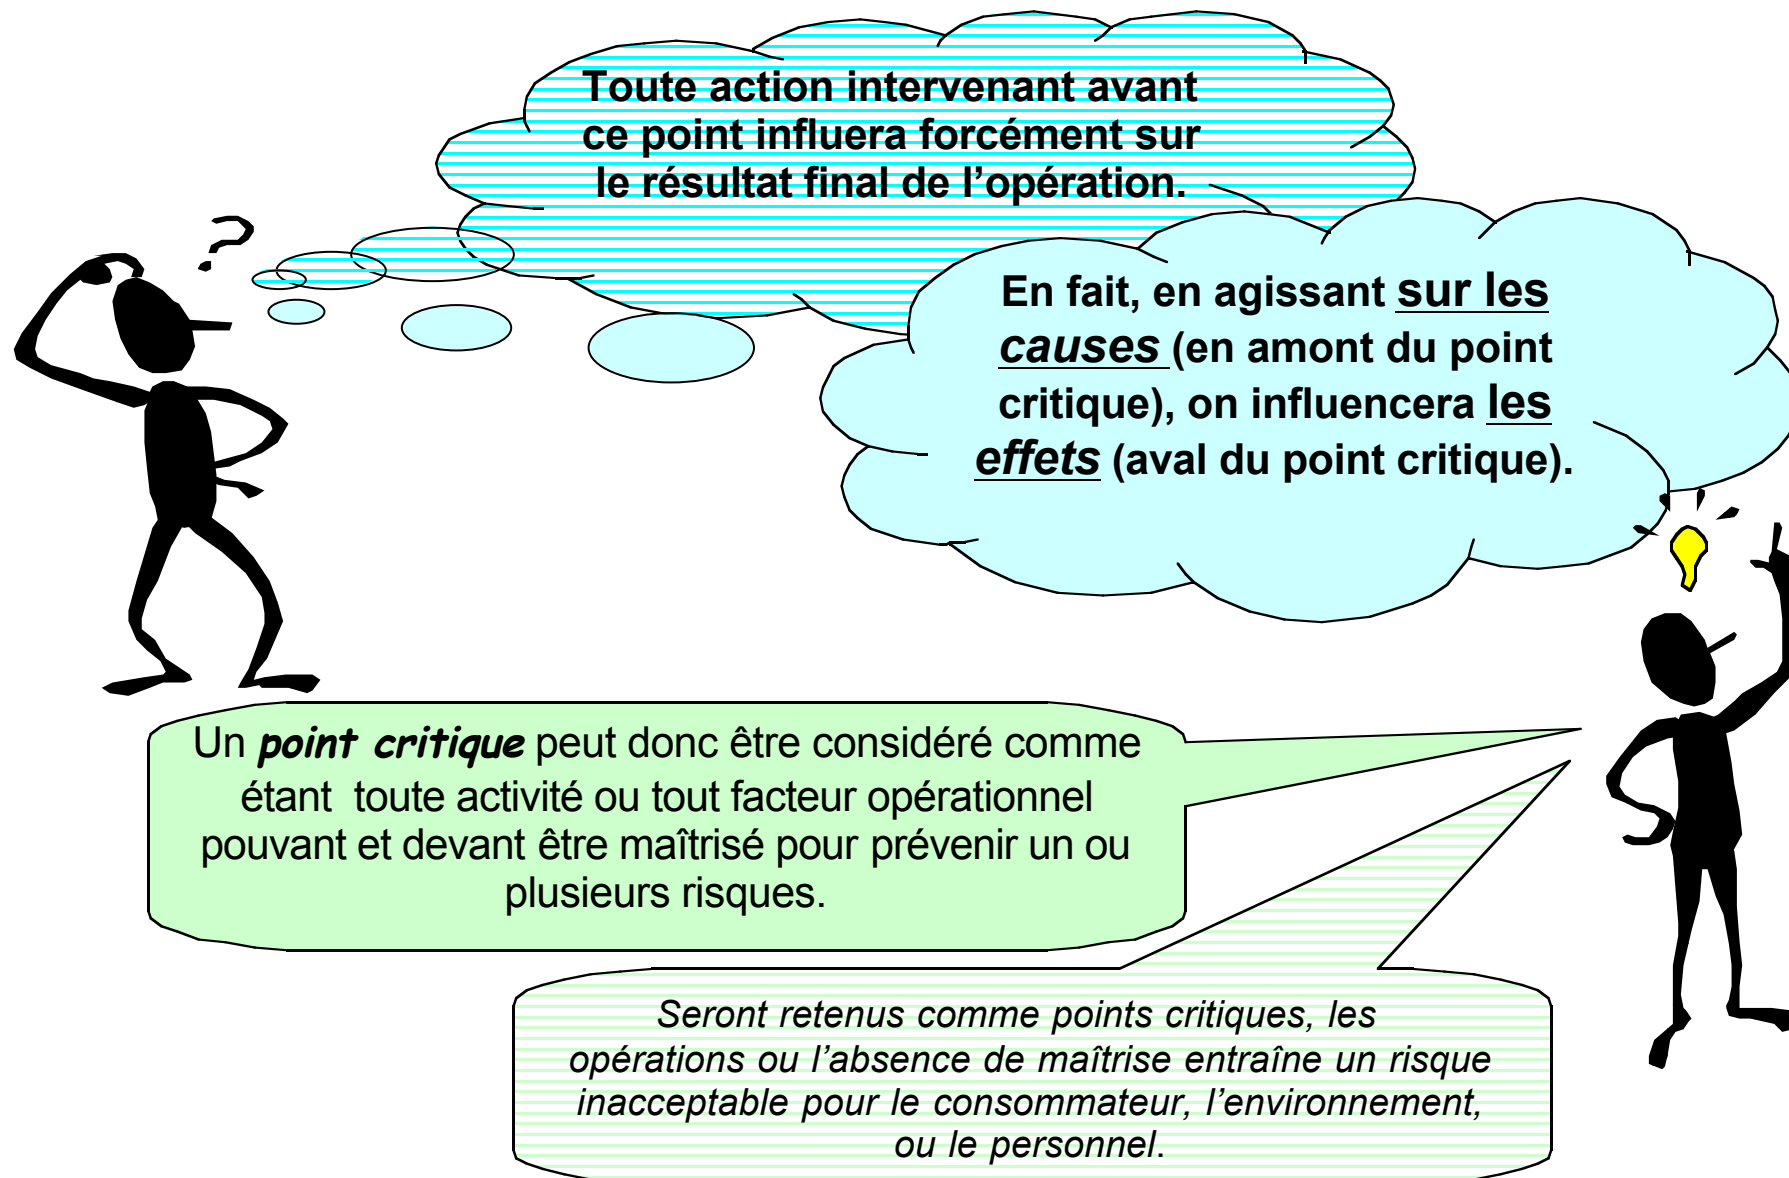 Toute action intervenant avant
ce point influera forcément sur
le résultat final de l’opération.
?
En fait, en agissant sur les
causes (en amont du point
critique), on influencera les
effets (aval du point critique).
Un point critique peut donc être considéré comme
étant toute activité ou tout facteur opérationnel
pouvant et devant être maîtrisé pour prévenir un ou
plusieurs risques.
Seront retenus comme points critiques, les
opérations ou l’absence de maîtrise entraîne un risque
inacceptable pour le consommateur, l’environnement,
ou le personnel.